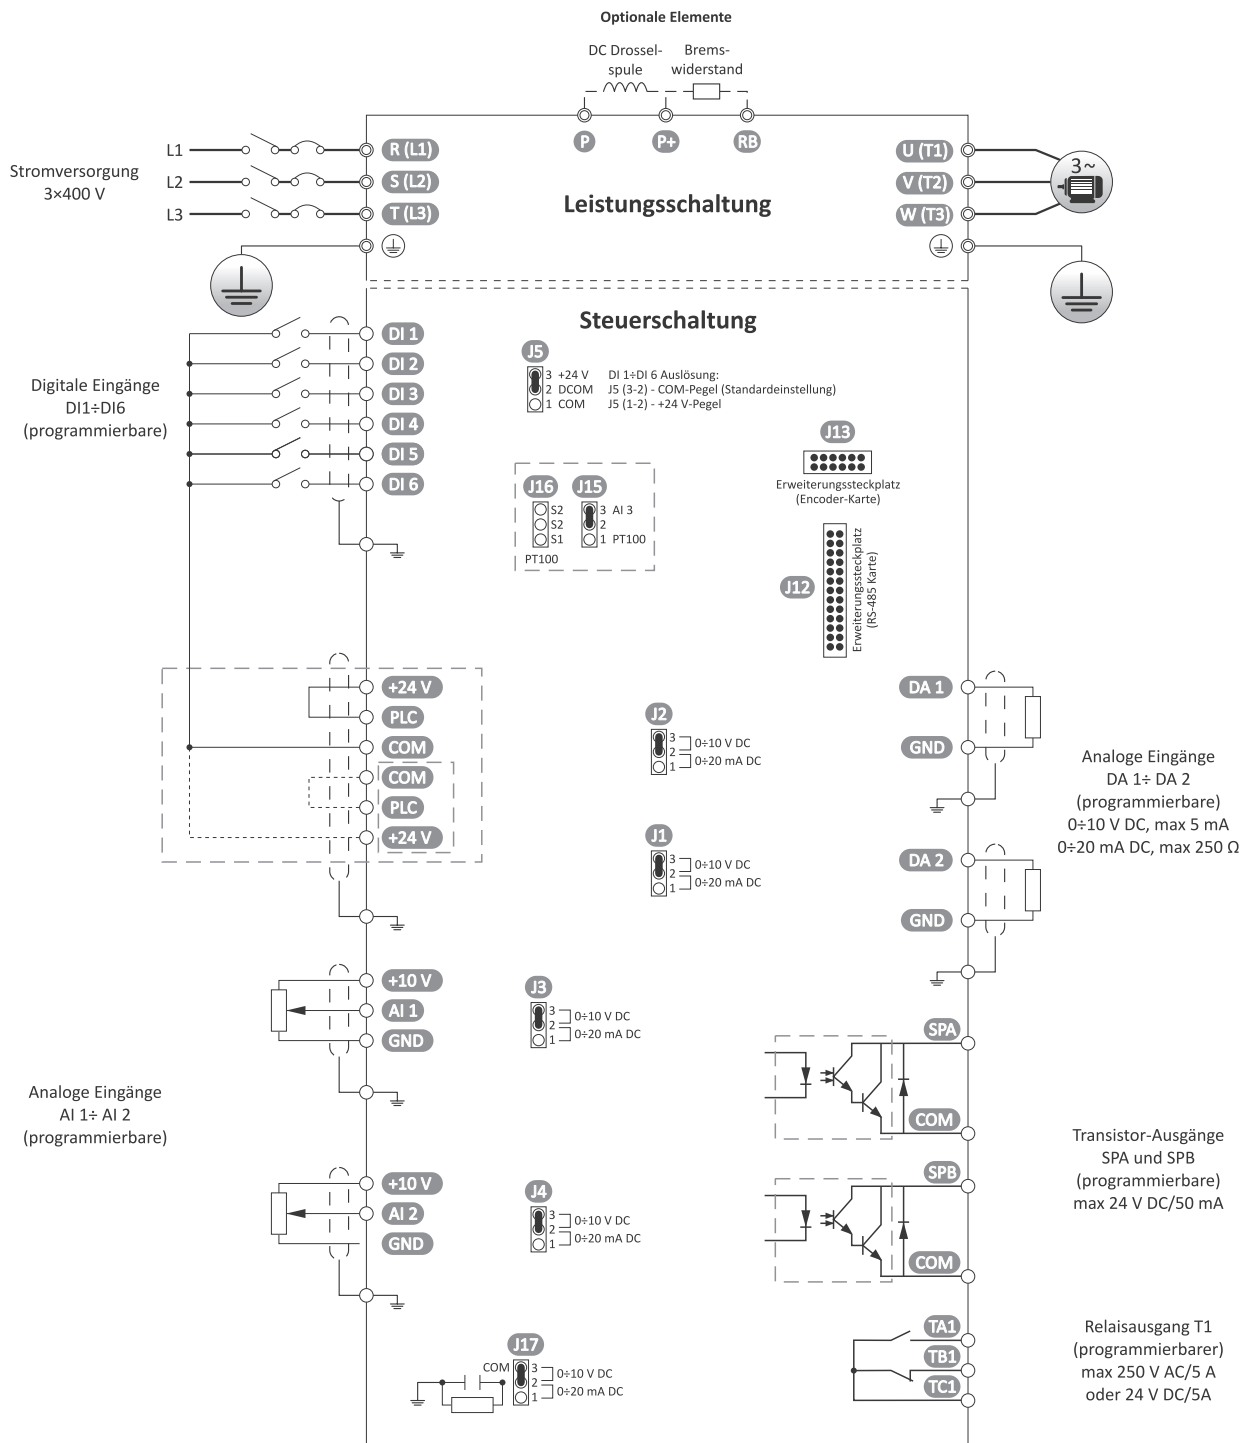 Optionale Elemente
DC Drossel-
spule
Brems-
widerstand
P
P+
RB
Stromversorgung
3×400 V
L1
L2
L3
R (L1)
S (L2)
T (L3)
Leistungsschaltung
U (T1)
V (T2)
W (T3)
3~
Steuerschaltung
Digitale Eingänge
DI1÷DI6
(programmierbare)
DI 1
DI 2
DI 3
DI 4
DI 5
DI 6
J5
3 +24 V
2 DCOM
1 COM
DI 1÷DI 6 Auslösung:
J5 (3-2) - COM-Pegel (Standardeinstellung)
J5 (1-2) - +24 V-Pegel
J13
Erweiterungssteckplatz
(Encoder-Karte)
J16
S2
S2
S1
PT100
J15
3 AI 3
2
1 PT100
J12
Erweiterungssteckplatz
(RS-485 Karte)
+24 V
PLC
COM
COM
PLC
+24 V
J2
3
2
1
0÷10 V DC
0÷20 mA DC
J1
3
2
1
0÷10 V DC
0÷20 mA DC
DA 1
GND
DA 2
GND
Analoge Eingänge
DA 1÷ DA 2
(programmierbare)
0÷10 V DC, max 5 mA
0÷20 mA DC, max 250 Ω
Analoge Eingänge
AI 1÷ AI 2
(programmierbare)
+10 V
AI 1
GND
J3
3
2
1
0÷10 V DC
0÷20 mA DC
+10 V
AI 2
GND
J4
3
2
1
0÷10 V DC
0÷20 mA DC
SPA
COM
SPB
COM
Transistor-Ausgänge
SPA und SPB
(programmierbare)
max 24 V DC/50 mA
J17
COM
3
2
1
0÷10 V DC
0÷20 mA DC
TA1
TB1
TC1
Relaisausgang T1
(programmierbarer)
max 250 V AC/5 A
oder 24 V DC/5A